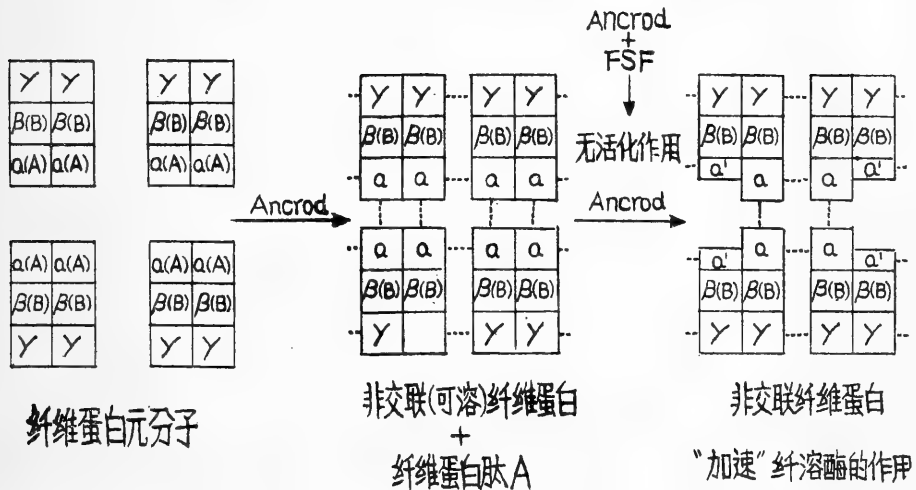 Ancrod
+
FSF
无活化作用
γ γ
β(B) β(B)
α(A) α(A)
γ γ
β(B) β(B)
α(A) α(A)
α(A) α(A)
β(B) β(B)
γ γ
α(A) α(A)
β(B) β(B)
γ γ
纤维蛋白元分子
Ancrod
γ γ
β(B) β(B)
α α
γ γ
β(B) β(B)
α α
α α
β(B) β(B)
γ
α α
β(B) β(B)
γ γ
非交联(可溶)纤维蛋白
+
纤维蛋白肽A
Ancrod
γ γ
β(B) β(B)
α' α
γ γ
β(B) β(B)
α α'
α' α
β(B) β(B)
γ γ
α α'
β(B) β(B)
γ γ
非交联纤维蛋白
"加速"纤溶酶的作用